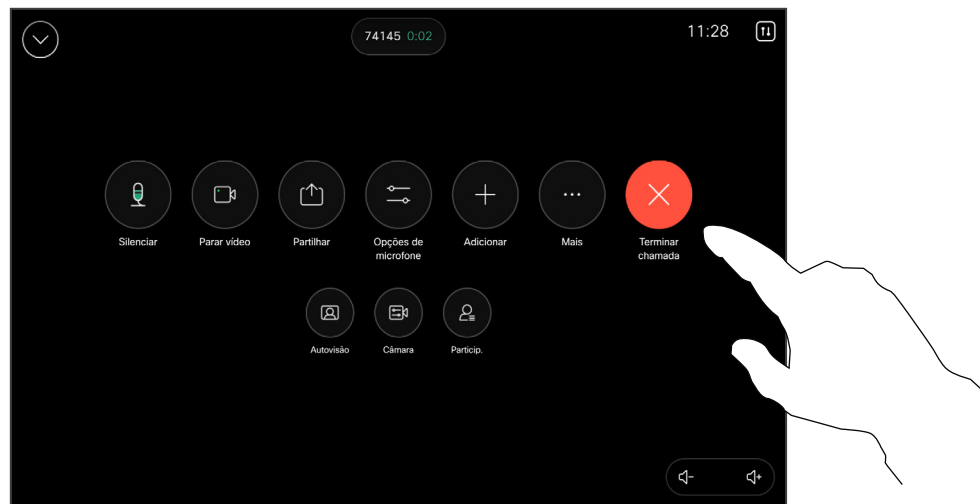 74145 0:02
11:28
Silenciar
Parar vídeo
Partilhar
Opções de
microfone
Adicionar
Mais
Terminar
chamada
Autovisão
Câmara
Particip.